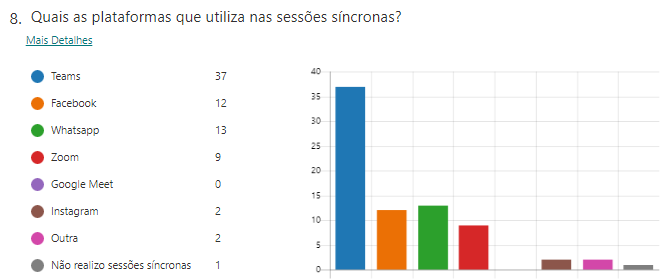 8. Quais as plataformas que utiliza nas sessões síncronas?
Mais Detalhes
Teams 37
Facebook 12
Whatsapp 13
Zoom 9
Google Meet 0
Instagram 2
Outra 2
Não realizo sessões síncronas 1
40
35
30
25
20
15
10
5
0